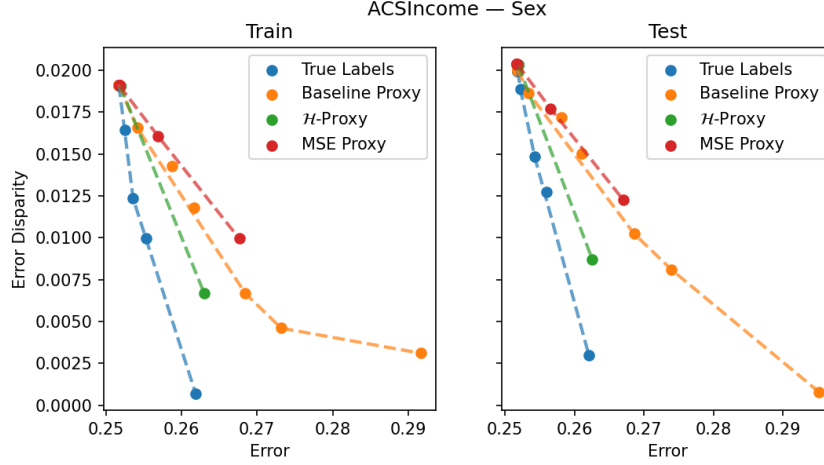 ACSIncome — Sex
Train
Test
True Labels
Baseline Proxy
ℋ-Proxy
MSE Proxy
True Labels
Baseline Proxy
ℋ-Proxy
MSE Proxy
Error Disparity
0.0200
0.0175
0.0150
0.0125
0.0100
0.0075
0.0050
0.0025
0.0000
0.25 0.26 0.27 0.28 0.29
0.25 0.26 0.27 0.28 0.29
Error
Error